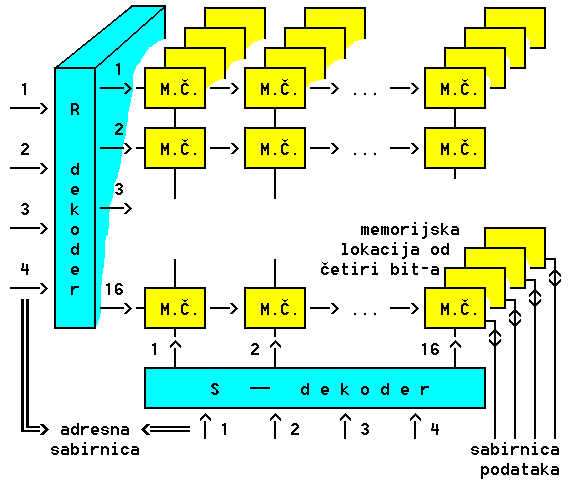 1
2
3
4
R dekoder
1
2
3
16
M.Č. M.Č. ... M.Č.
M.Č. M.Č. ... M.Č.
memorijska
lokacija od
četiri bit-a
M.Č. M.Č. ... M.Č.
1 2 16
S — dekoder
1 2 3 4
adresna
sabirnica
sabirnica
podataka